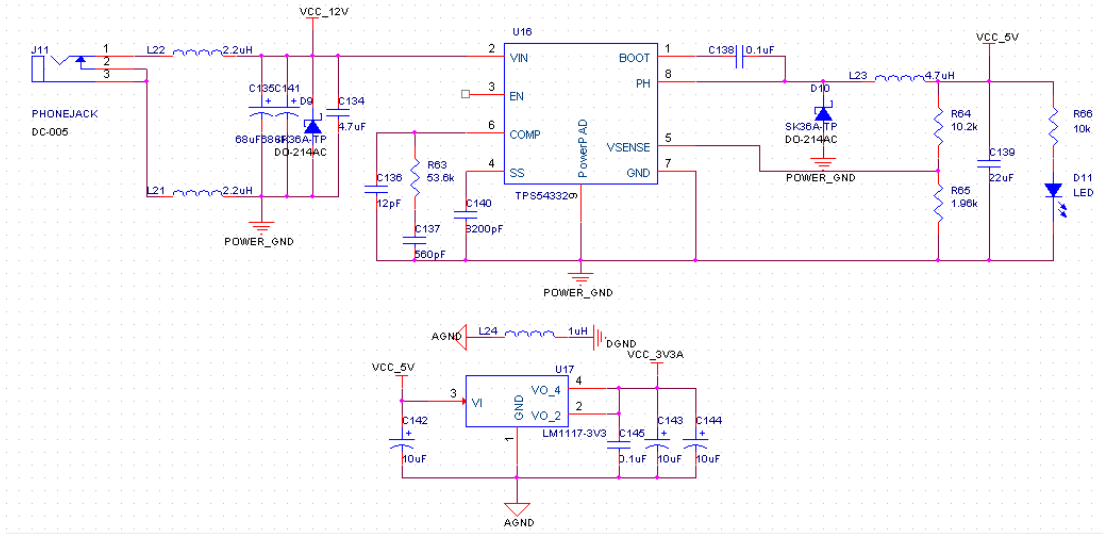 VCC_12V
U16
VCC_5V
J11
1
2
3
L22
2.2uH
2
VIN
BOOT
1
C138
0.1uF
8
PH
L23
4.7uH
3
EN
D10
C135
C141
D9
C134
PHONEJACK
DC-005
68uF
68uF
SK36A-TP
DO-214AC
4.7uF
6
COMP
PowerPAD
VSENSE
5
SK36A-TP
DO-214AC
POWER_GND
R64
10.2k
R66
10k
R63
53.6k
4
SS
GND
7
C139
22uF
D11
LED
L21
2.2uH
C136
12pF
TPS54332
9
R65
1.96k
C140
8200pF
C137
560pF
POWER_GND
POWER_GND
AGND
L24
1uH
DGND
VCC_5V
VCC_3V3A
U17
3
VI
GND
VO_4
4
VO_2
2
1
LM1117-3V3
C142
10uF
C145
0.1uF
C143
10uF
C144
10uF
AGND